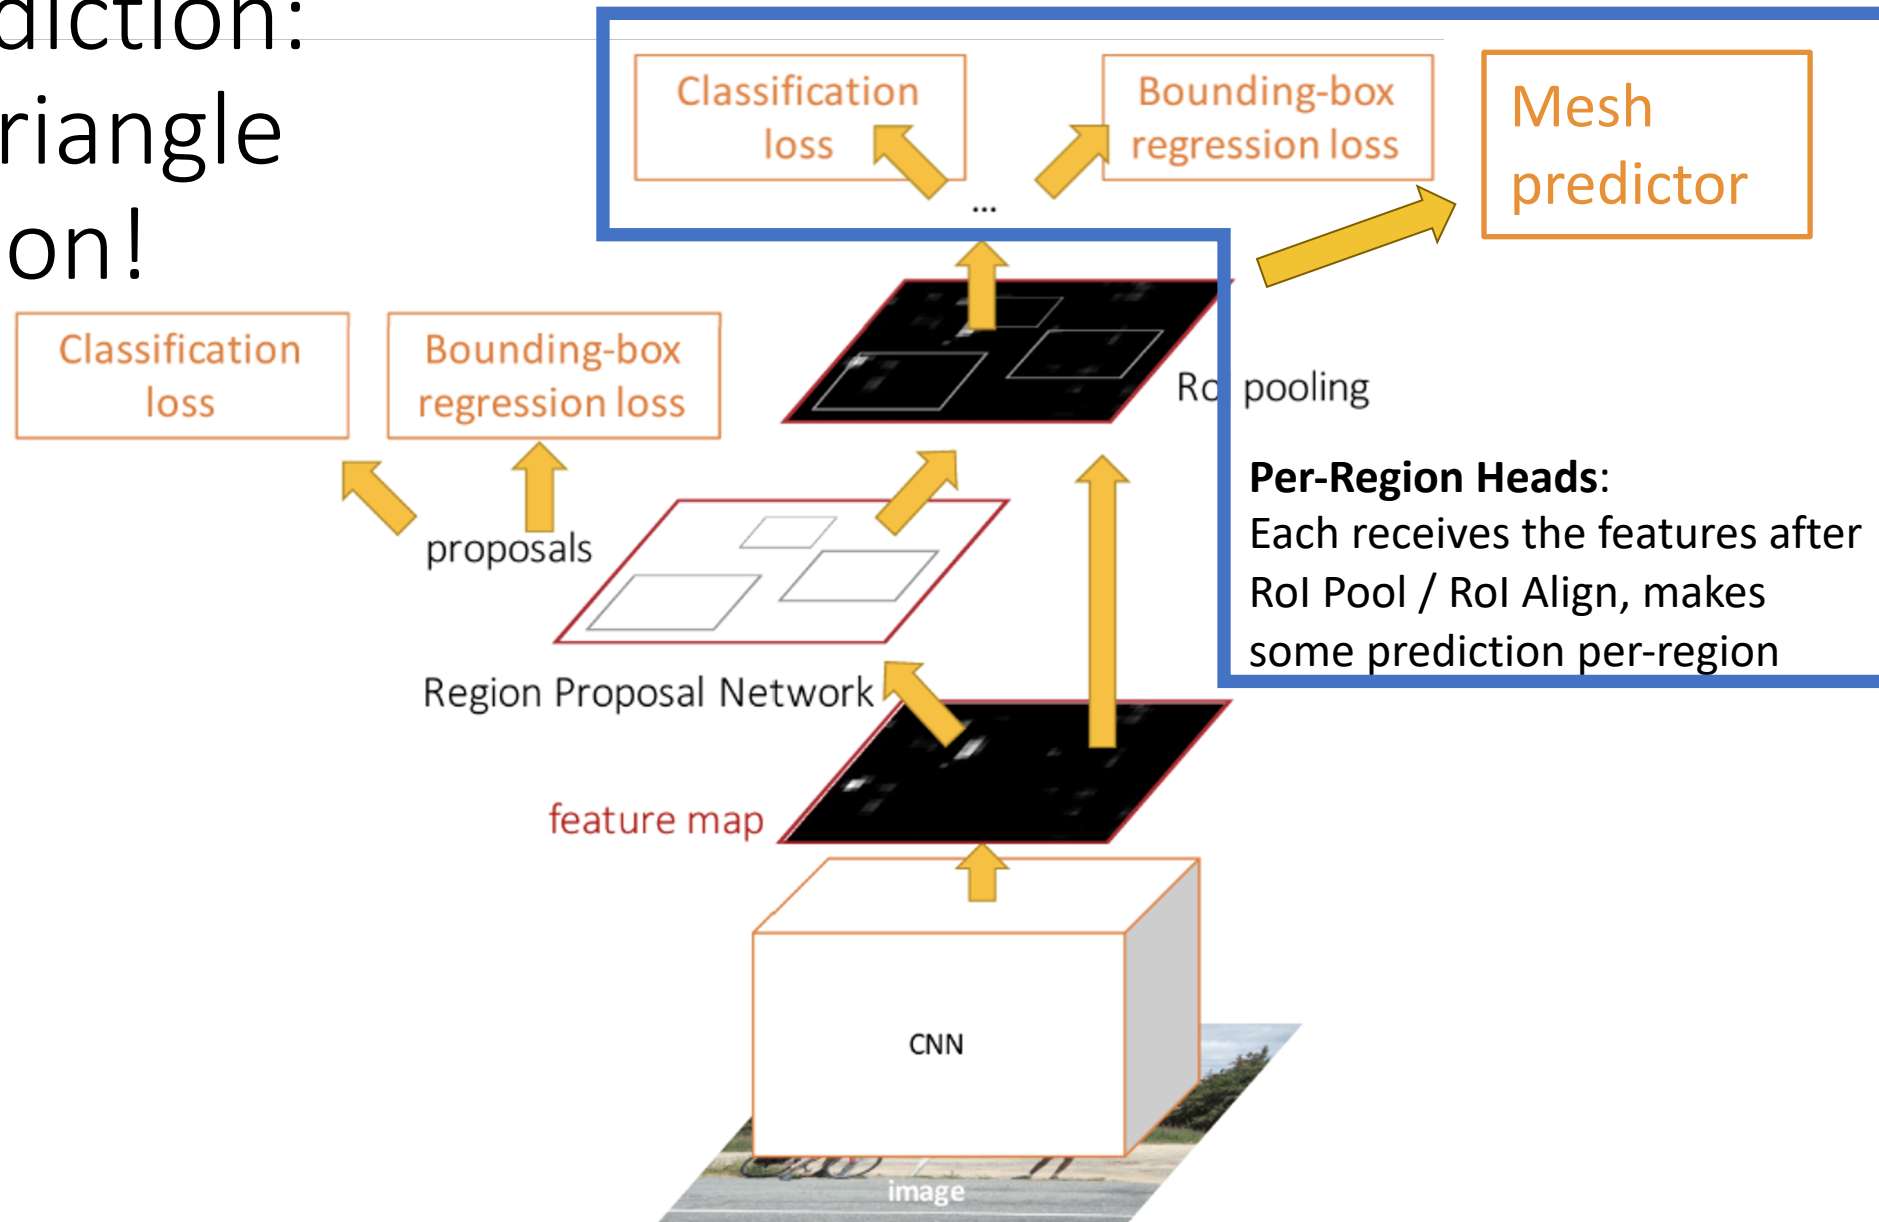 diction:
riangle
on!
Classification
loss
Bounding-box
regression loss
Mesh
predictor
...
Classification
loss
Bounding-box
regression loss
RoI pooling
Per-Region Heads:
Each receives the features after
RoI Pool / RoI Align, makes
some prediction per-region
proposals
Region Proposal Network
feature map
CNN
image